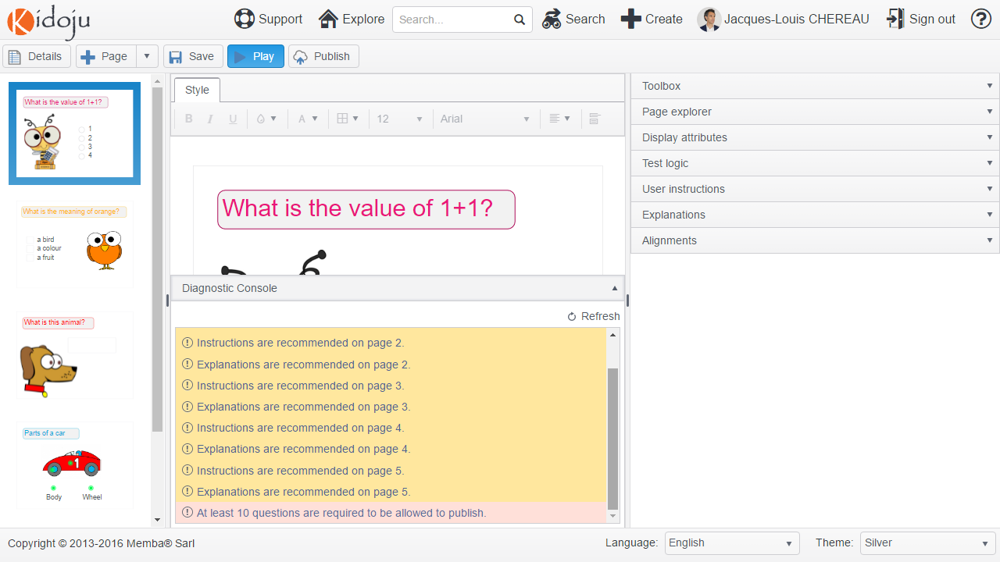 Kidoju
Support
Explore
Search...
Search
Create
Jacques-Louis CHEREAU
Sign out
Details
Page
Save
Play
Publish
What is the value of 1+1?
1
2
3
4
What is the meaning of orange?
a bird
a colour
a fruit
What is this animal?
Parts of a car
1
Body
Wheel
Style
B
I
U
A
12
Arial
What is the value of 1+1?
Diagnostic Console
Refresh
Instructions are recommended on page 2.
Explanations are recommended on page 2.
Instructions are recommended on page 3.
Explanations are recommended on page 3.
Instructions are recommended on page 4.
Explanations are recommended on page 4.
Instructions are recommended on page 5.
Explanations are recommended on page 5.
At least 10 questions are required to be allowed to publish.
Toolbox
Page explorer
Display attributes
Test logic
User instructions
Explanations
Alignments
Copyright © 2013-2016 Memba® Sarl
Language:
English
Theme:
Silver